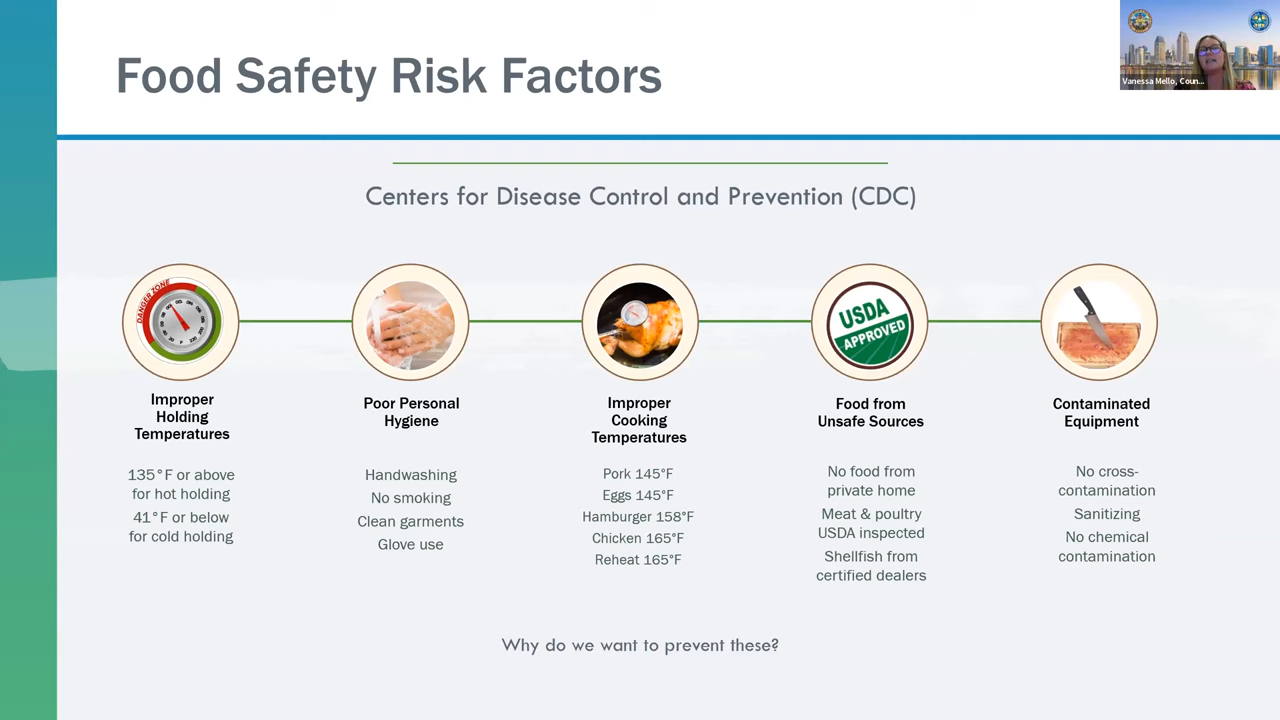 Food Safety Risk Factors
Vanessa Mello, Coun...
Centers for Disease Control and Prevention (CDC)
DANGER ZONE
USDA
APPROVED
Improper
Holding
Temperatures
135°F or above
for hot holding
41°F or below
for cold holding
Poor Personal
Hygiene
Handwashing
No smoking
Clean garments
Glove use
Improper
Cooking
Temperatures
Pork 145°F
Eggs 145°F
Hamburger 158°F
Chicken 165°F
Reheat 165°F
Food from
Unsafe Sources
No food from
private home
Meat & poultry
USDA inspected
Shellfish from
certified dealers
Contaminated
Equipment
No cross-
contamination
Sanitizing
No chemical
contamination
Why do we want to prevent these?